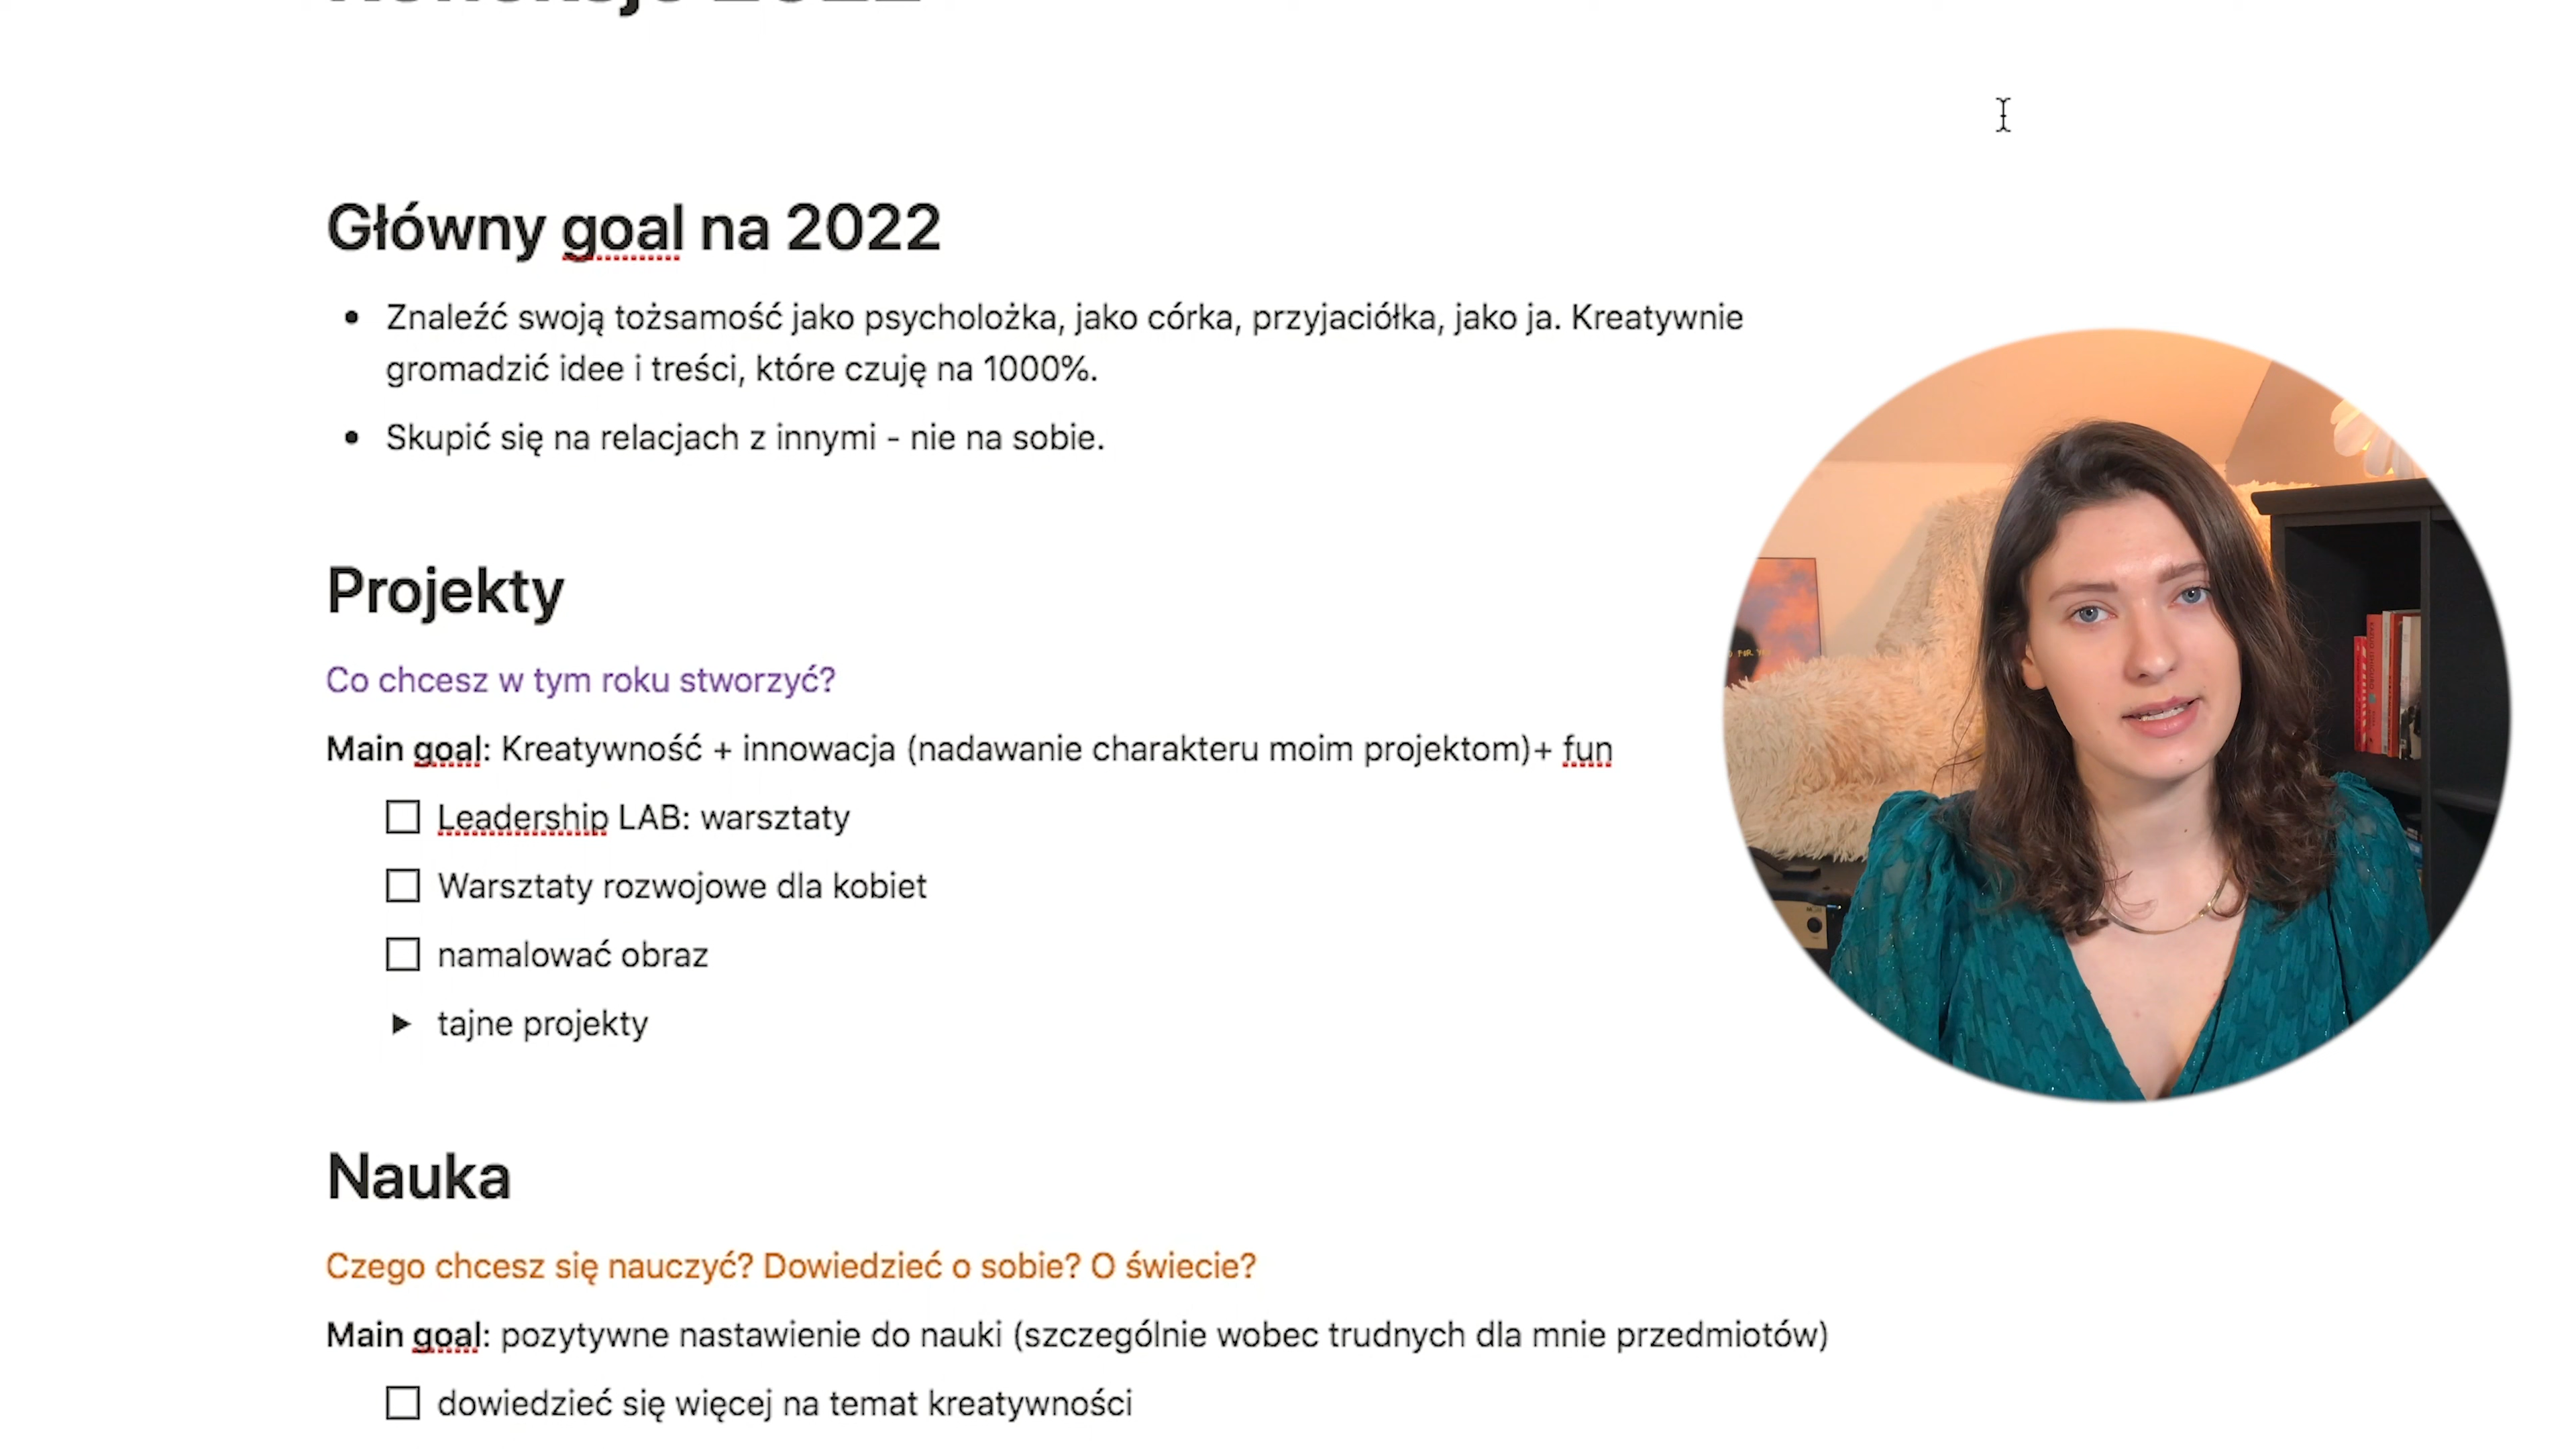 Refleksje 2022
Główny goal na 2022
Znaleźć swoją tożsamość jako psycholożka, jako córka, przyjaciółka, jako ja. Kreatywnie
gromadzić idee i treści, które czuję na 1000%.
Skupić się na relacjach z innymi - nie na sobie.
Projekty
Co chcesz w tym roku stworzyć?
Main goal: Kreatywność + innowacja (nadawanie charakteru moim projektom)+ fun
Leadership LAB: warsztaty
Warsztaty rozwojowe dla kobiet
namalować obraz
tajne projekty
Nauka
Czego chcesz się nauczyć? Dowiedzieć o sobie? O świecie?
Main goal: pozytywne nastawienie do nauki (szczególnie wobec trudnych dla mnie przedmiotów)
dowiedzieć się więcej na temat kreatywności